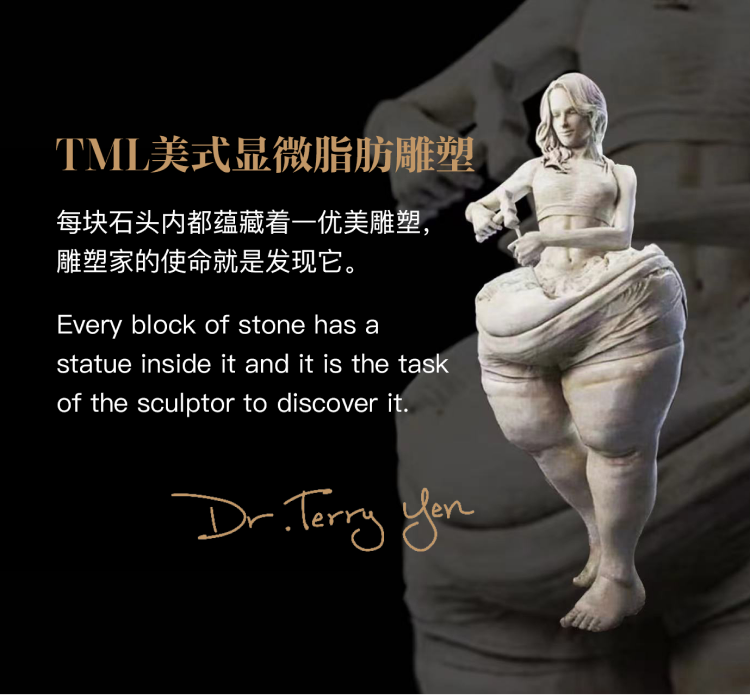 TML美式显微脂肪雕塑
每块石头内都蕴藏着一优美雕塑，
雕塑家的使命就是发现它。
Every block of stone has a
statue inside it and it is the task
of the sculptor to discover it.
Dr. Terry Yen